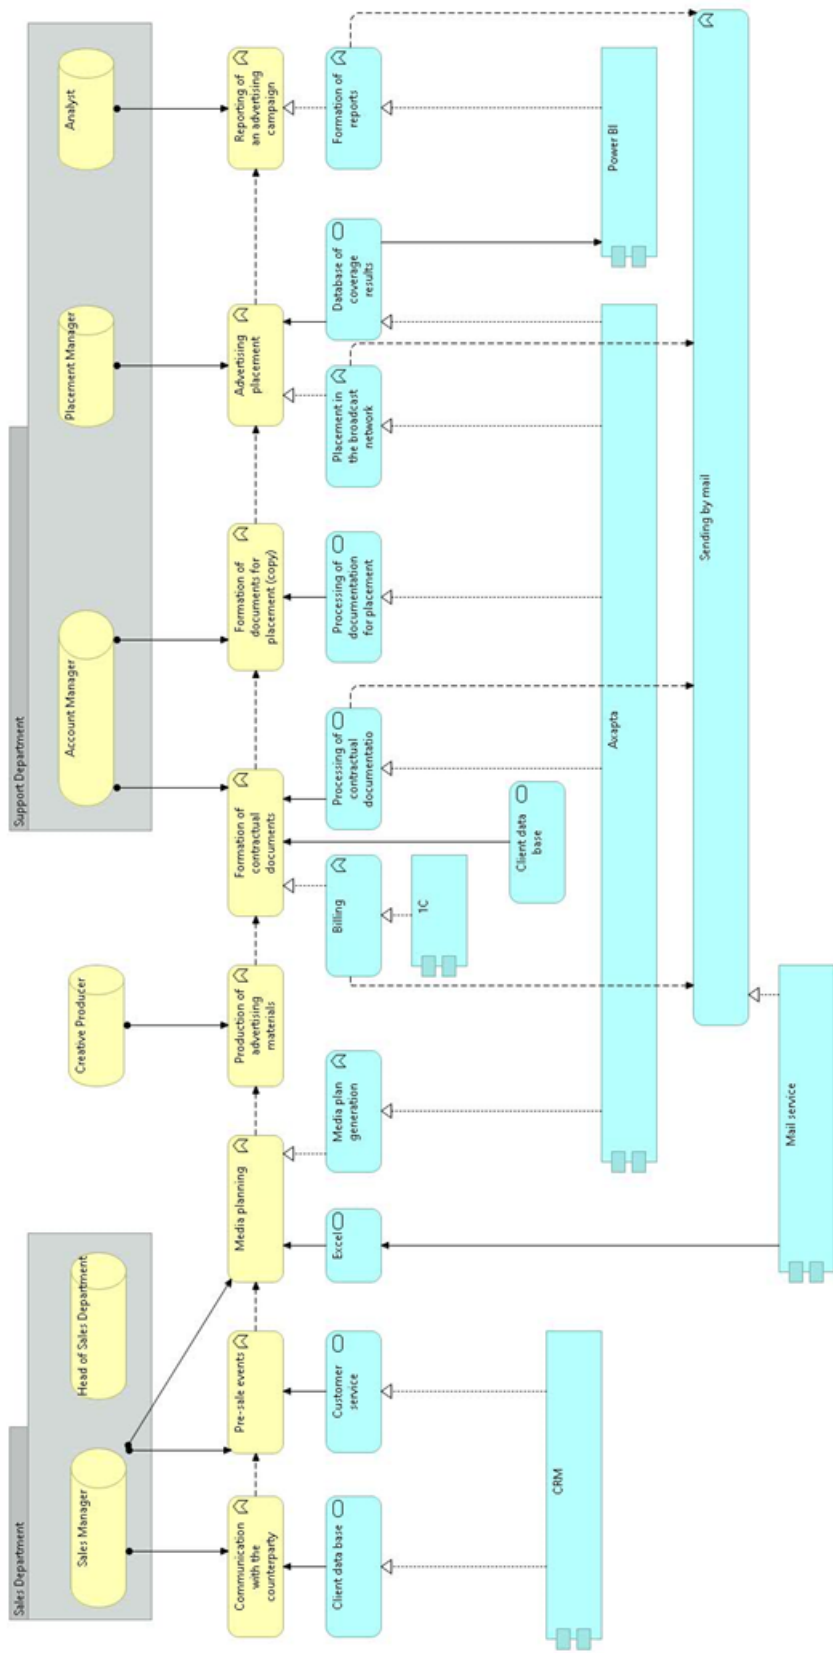 Sales Department
Sales Manager
Head of Sales Department
Creative Producer
Support Department
Account Manager
Placement Manager
Analyst
Communication
with the
counterparty
Pre-sale events
Media planning
Production of
advertising
materials
Formation of
contractual
documents
Formation of
documents for
placement (copy)
Advertising
placement
Reporting of
an advertising
campaign
Client data base
Customer
service
Excel
Media plan
generation
Billing
Processing of
contractual
documentatio
Processing of
documentation
for placement
Placement in
the broadcast
network
Database of
coverage
results
Formation of
reports
1C
Client data
base
CRM
Axapta
Power BI
Sending by mail
Mail service